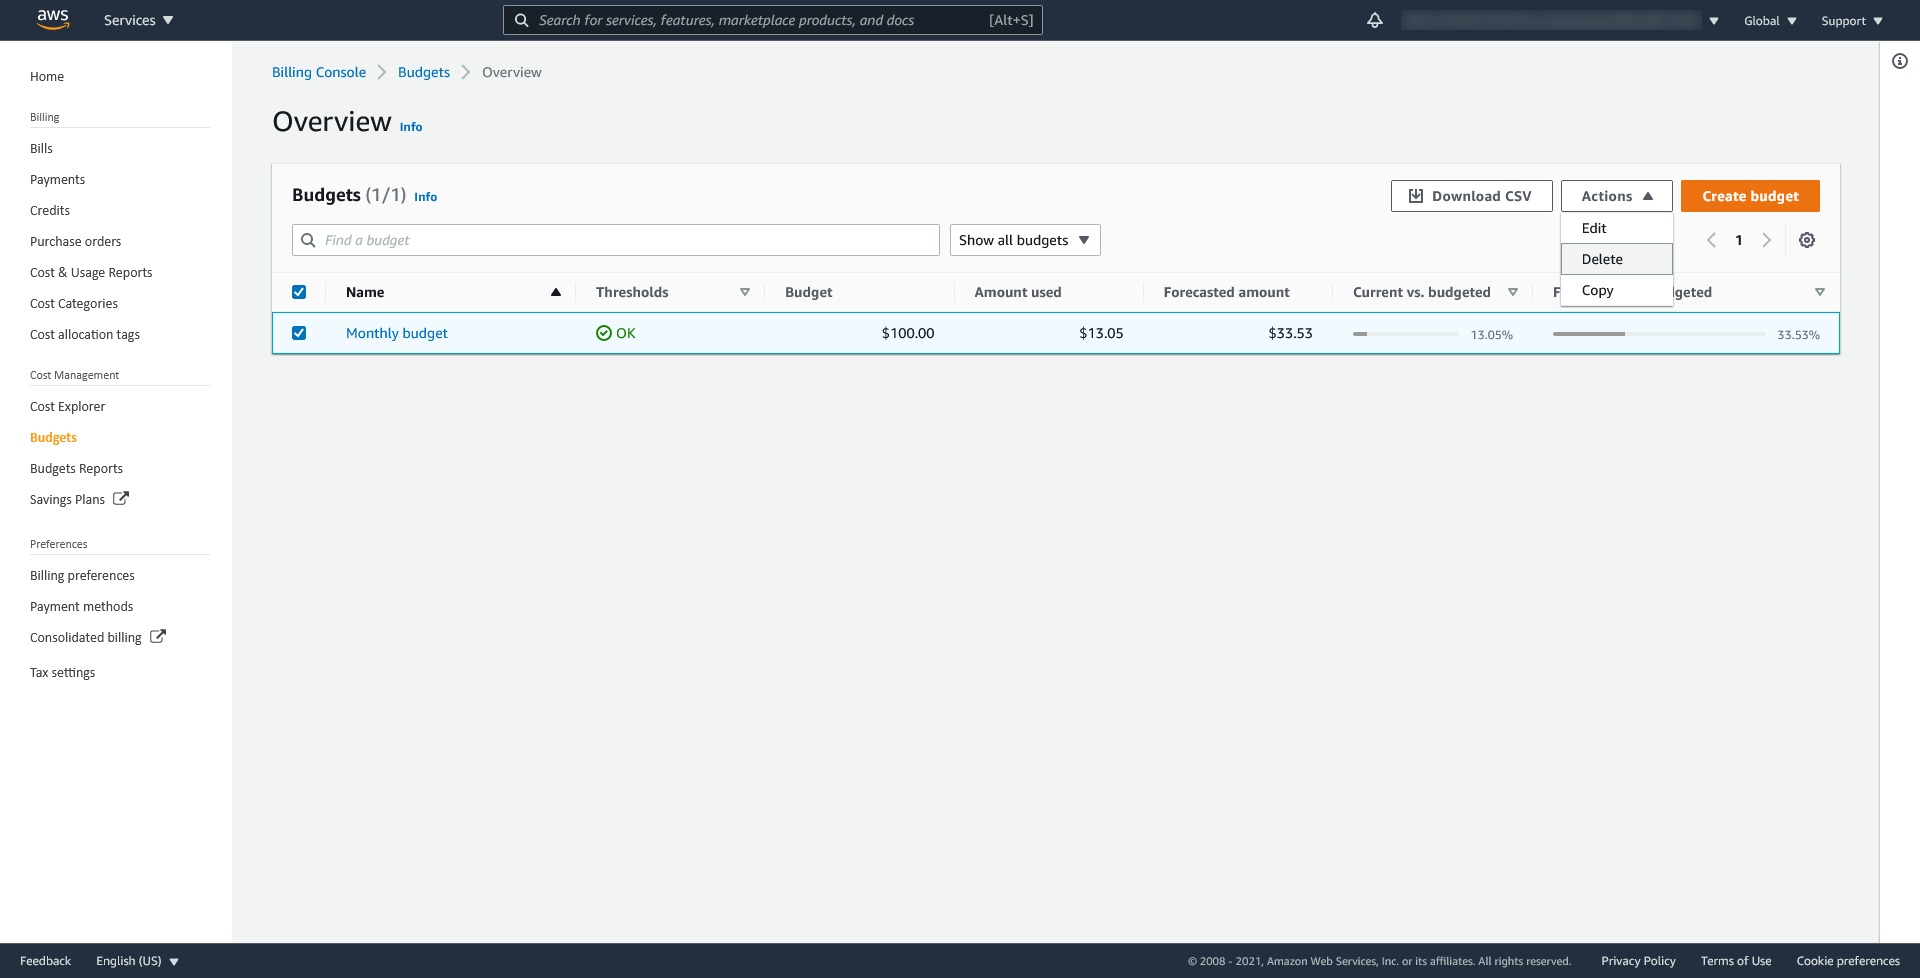 aws Services Search for services, features, marketplace products, and docs [Alt+S] Global Support
Home
Billing
Bills
Payments
Credits
Purchase orders
Cost & Usage Reports
Cost Categories
Cost allocation tags
Cost Management
Cost Explorer
Budgets
Budgets Reports
Savings Plans
Preferences
Billing preferences
Payment methods
Consolidated billing
Tax settings
Billing Console Budgets Overview
Overview Info
Budgets (1/1) Info
Download CSV Actions Create budget
Find a budget Show all budgets 1
Edit
Delete
Copy
Name Thresholds Budget Amount used Forecasted amount Current vs. budgeted
Monthly budget OK $100.00 $13.05 $33.53 13.05% 33.53%
Feedback English (US) © 2008 - 2021, Amazon Web Services, Inc. or its affiliates. All rights reserved. Privacy Policy Terms of Use Cookie preferences